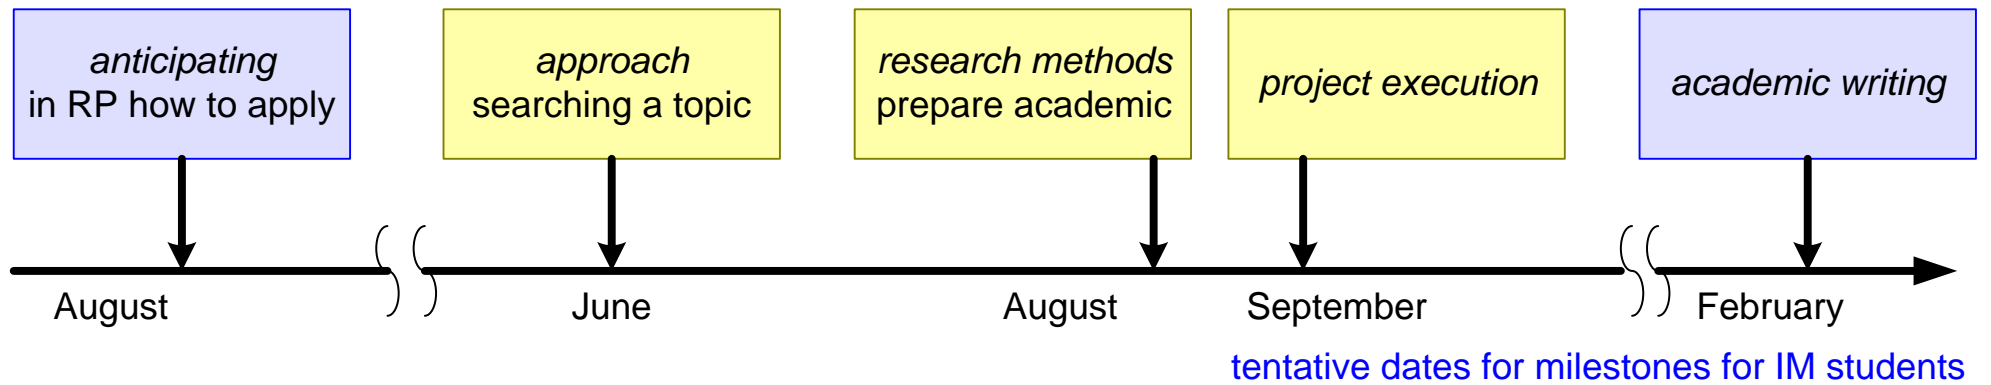 anticipating
in RP how to apply
approach
searching a topic
research methods
prepare academic
project execution
academic writing
August
June
August
September
February
tentative dates for milestones for IM students